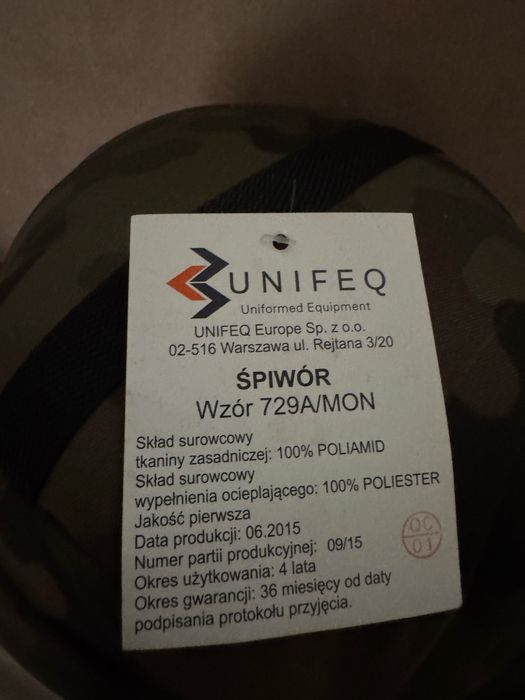 UNIFEQ
Uniformed Equipment
UNIFEQ Europe Sp. z o.o.
02-516 Warszawa ul. Rejtana 3/20
ŚPIWÓR
Wzór 729A/MON
Skład surowcowy
tkaniny zasadniczej: 100% POLIAMID
Skład surowcowy
wypełnienia ocieplającego: 100% POLIESTER
Jakość pierwsza
Data produkcji: 06.2015
Numer partii produkcyjnej: 09/15
Okres użytkowania: 4 lata
Okres gwarancji: 36 miesięcy od daty
podpisania protokołu przyjęcia.
QC
01